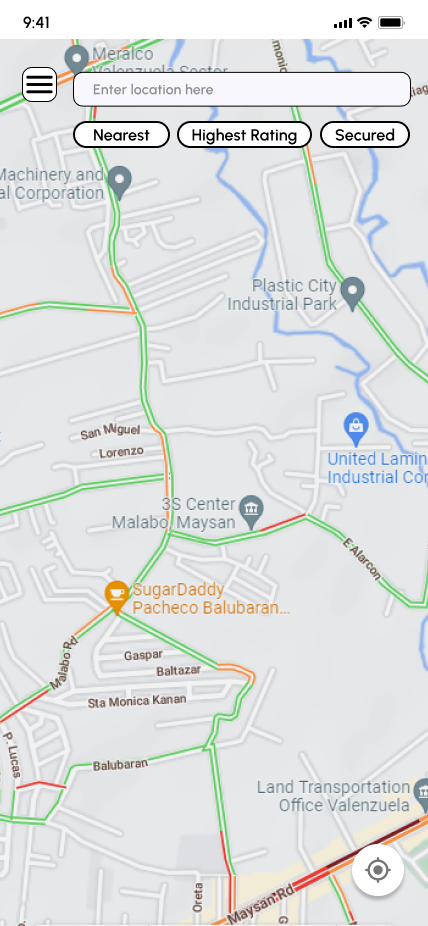 9:41
Meralco
Valenzuela Sector
Enter location here
Nearest
Highest Rating
Secured
Machinery and
al Corporation
Plastic City
Industrial Park
United Lamin
Industrial Cor
San Miguel
Lorenzo
3S Center
Malabo, Maysan
E Alarcon
SugarDaddy
Pacheco Balubaran...
Malabo Rd
Gaspar
Baltazar
Sta Monica Kanan
P. Lucas
Balubaran
Land Transportation
Office Valenzuela
Oreta
Maysan Rd
G